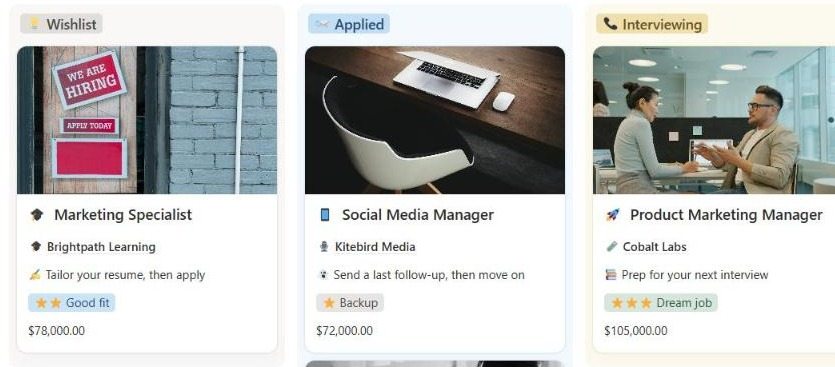 Wishlist
WE ARE
HIRING
APPLY TODAY
Marketing Specialist
Brightpath Learning
Tailor your resume, then apply
Good fit
$78,000.00
Applied
Social Media Manager
Kitebird Media
Send a last follow-up, then move on
Backup
$72,000.00
Interviewing
Product Marketing Manager
Cobalt Labs
Prep for your next interview
Dream job
$105,000.00